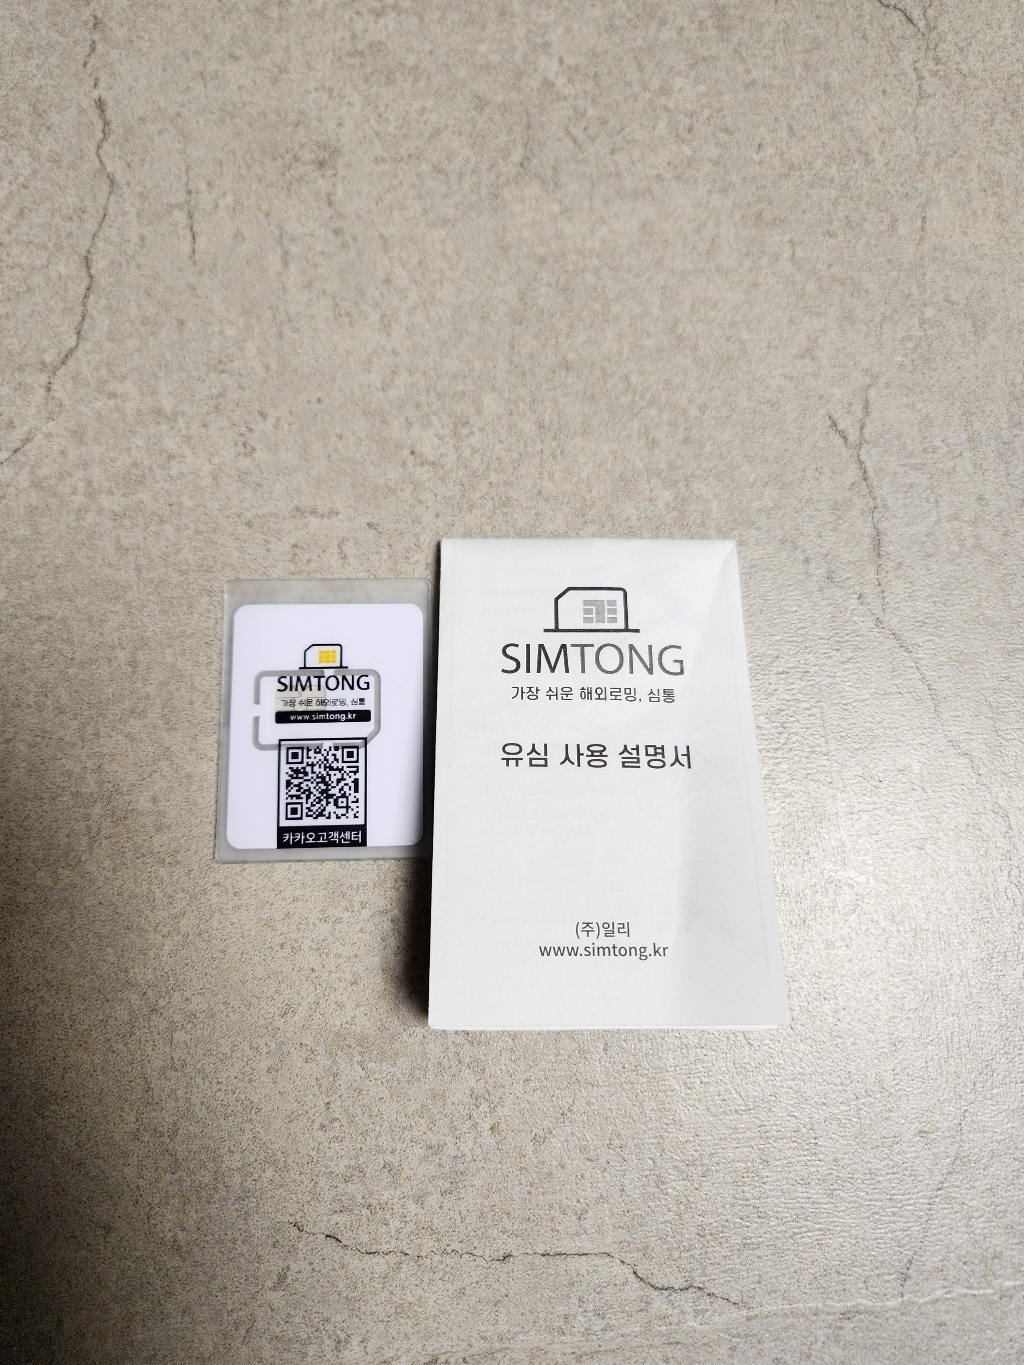 SIMTONG
가장 쉬운 해외로밍, 심통
www.simtong.kr
카카오고객센터
SIMTONG
가장 쉬운 해외로밍, 심통
유심 사용 설명서
(주)일리
www.simtong.kr